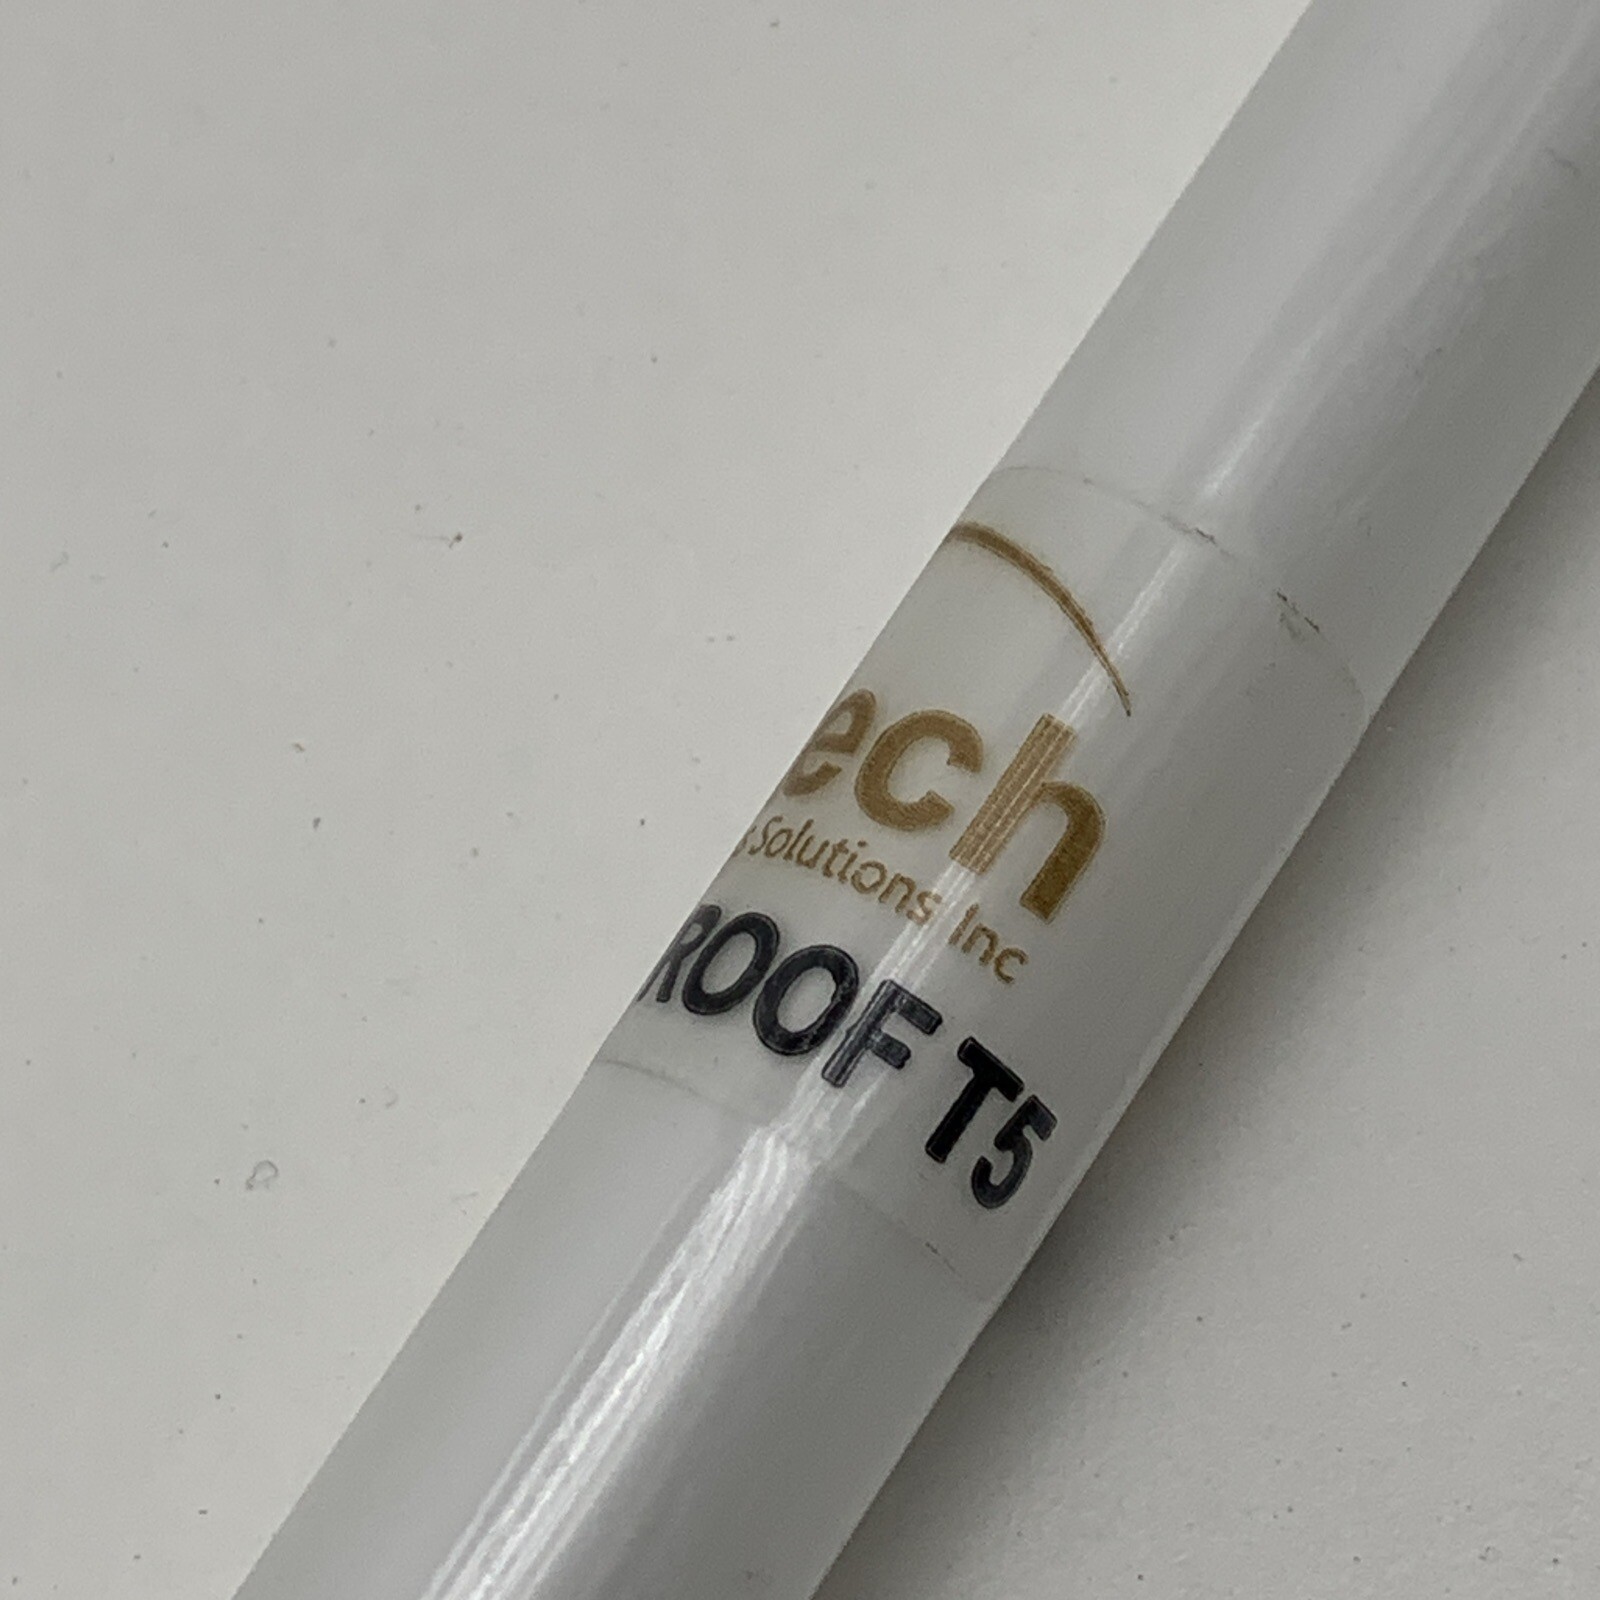 ech
& Solutions Inc
ROOF T5